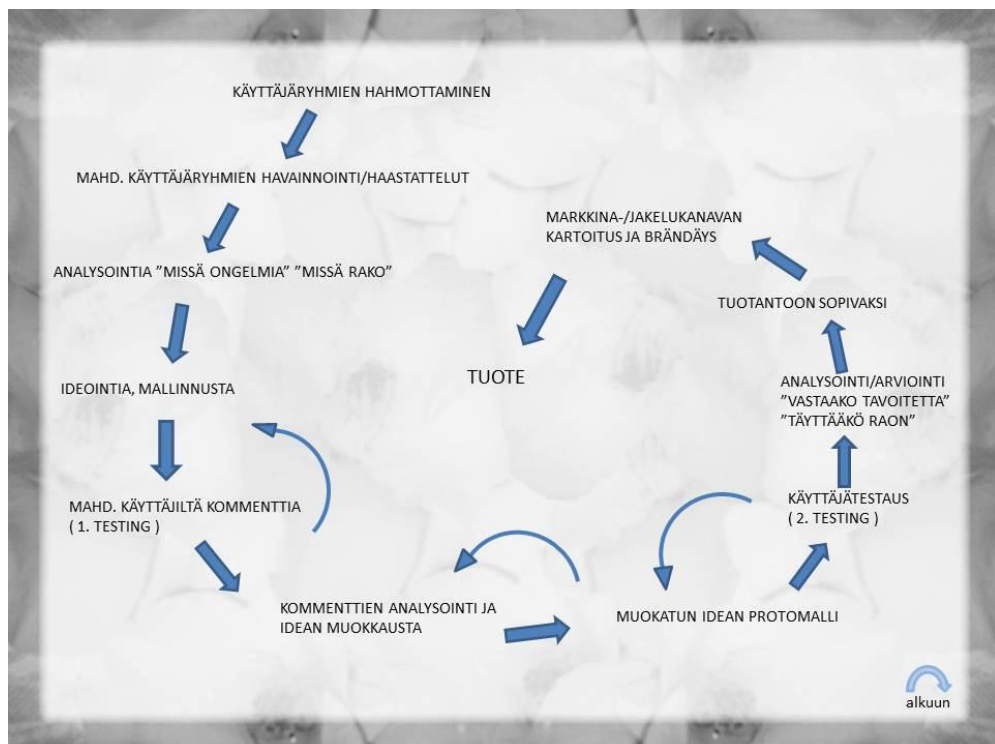 KÄYTTÄJÄRYHMIEN HAHMOTTAMINEN
MAHD. KÄYTTÄJÄRYHMIEN HAVAINNOINTI/HAASTATTELUT
ANALYSOINTIA ”MISSÄ ONGELMIA” ”MISSÄ RAKO”
IDEOINTIA, MALLINNUSTA
MAHD. KÄYTTÄJILTÄ KOMMENTTIA
( 1. TESTING )
KOMMENTTIEN ANALYSOINTI JA
IDEAN MUOKKAUSTA
MUOKATUN IDEAN PROTOMALLI
KÄYTTÄJÄTESTAUS
( 2. TESTING )
ANALYSOINTI/ARVIOINTI
”VASTAAKO TAVOITETTA”
”TÄYTTÄÄKÖ RAON”
TUOTANTOON SOPIVAKSI
MARKKINA-/JAKELUKANAVAN
KARTOITUS JA BRÄNDÄYS
TUOTE
alkuun